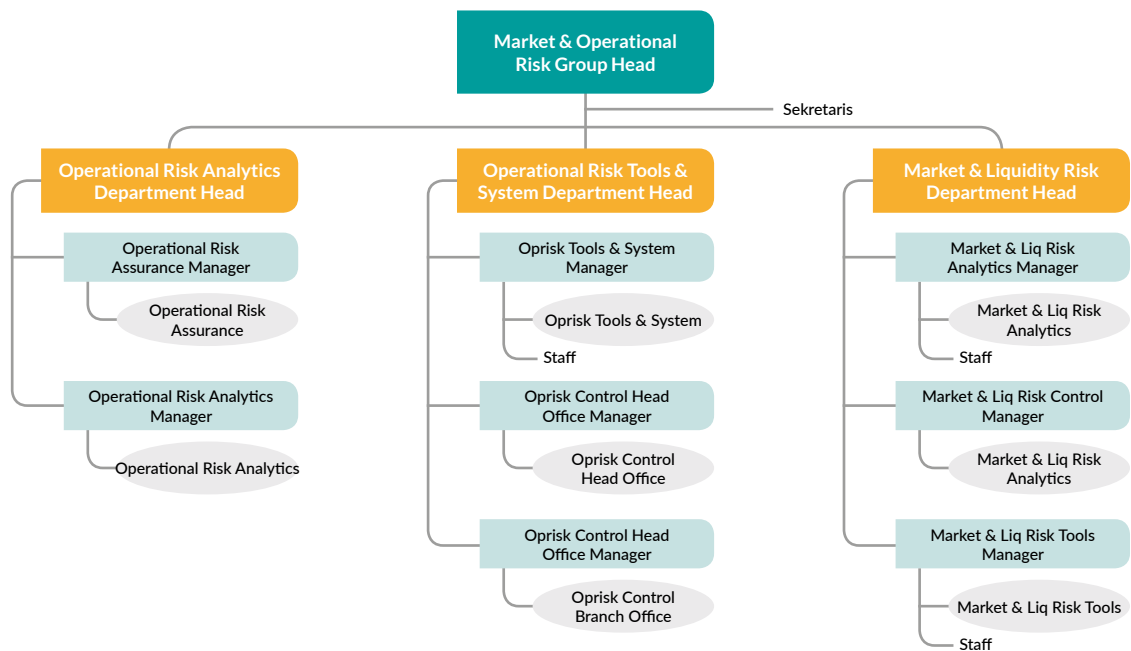 Market & Operational
Risk Group Head
Sekretaris
Operational Risk Analytics
Department Head
Operational Risk
Assurance Manager
Operational Risk
Assurance
Operational Risk Analytics
Manager
Operational Risk Analytics
Operational Risk Tools &
System Department Head
Oprisk Tools & System
Manager
Oprisk Tools & System
Staff
Oprisk Control Head
Office Manager
Oprisk Control
Head Office
Oprisk Control Head
Office Manager
Oprisk Control
Branch Office
Market & Liquidity Risk
Department Head
Market & Liq Risk
Analytics Manager
Market & Liq Risk
Analytics
Staff
Market & Liq Risk Control
Manager
Market & Liq Risk
Analytics
Market & Liq Risk Tools
Manager
Market & Liq Risk Tools
Staff